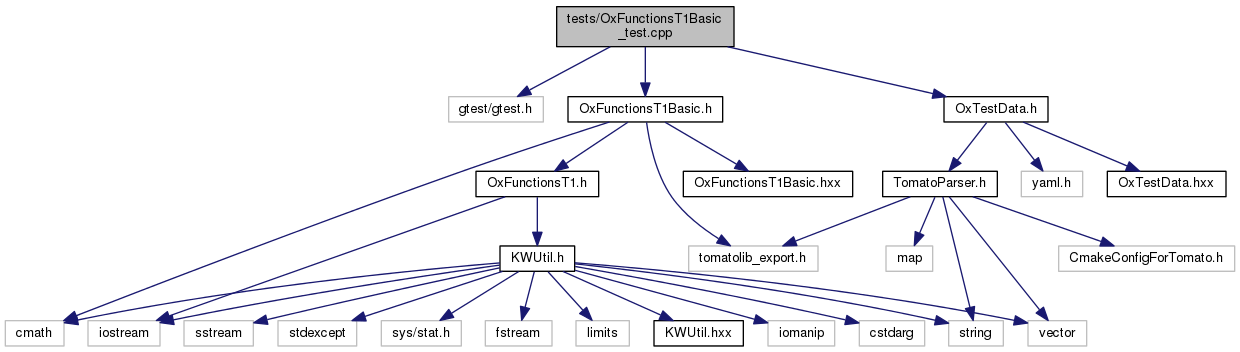 tests/OxFunctionsT1Basic
_test.cpp
gtest/gtest.h
OxFunctionsT1Basic.h
OxTestData.h
OxFunctionsT1.h
OxFunctionsT1Basic.hxx
TomatoParser.h
yaml.h
OxTestData.hxx
KWUtil.h
tomatolib_export.h
map
CmakeConfigForTomato.h
cmath
iostream
sstream
stdexcept
sys/stat.h
fstream
limits
KWUtil.hxx
iomanip
cstdarg
string
vector